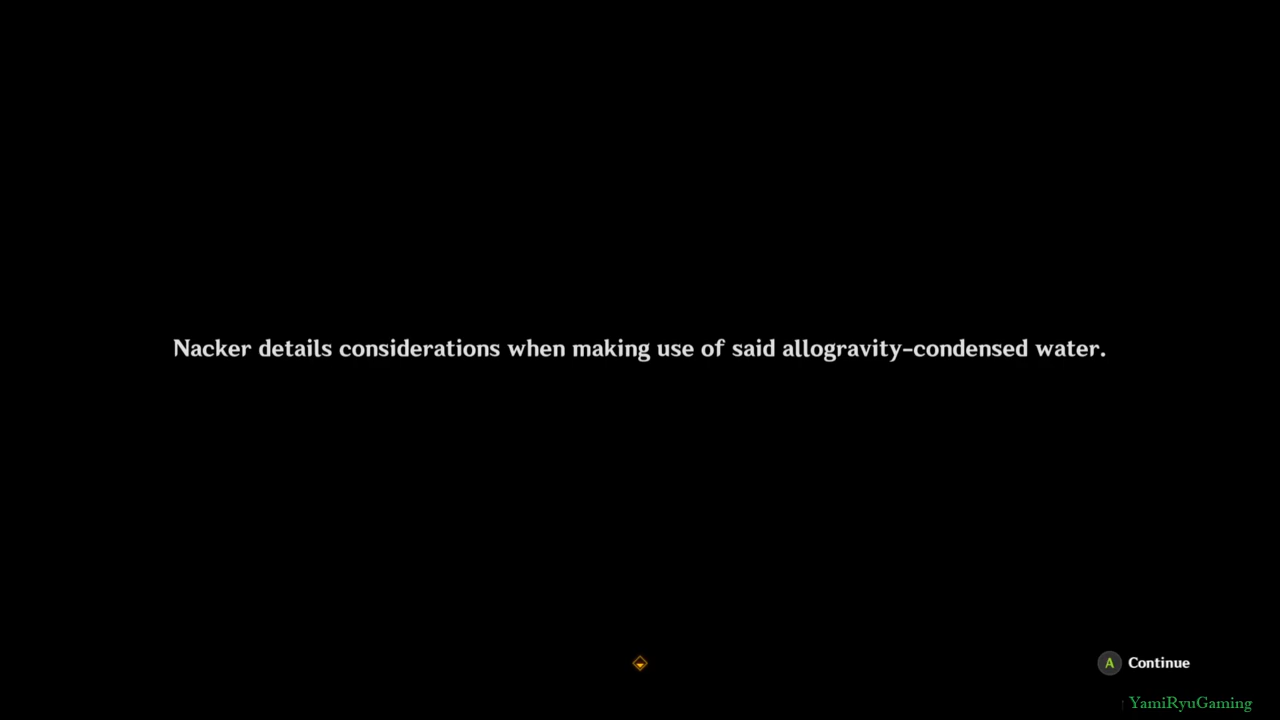 Nacker details considerations when making use of said allogravity-condensed water.
A Continue
YamiRyuGaming